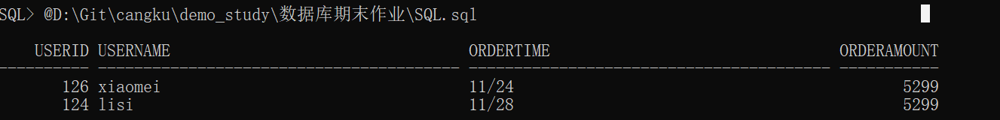 SQL> @D:\Git\cangku\demo_study\数据库期末作业\SQL.sql
USERID USERNAME ORDERTIME ORDERAMOUNT
---------- ---------------------------------------- ---------------------------------------- -----------
126 xiaomei 11/24 5299
124 lisi 11/28 5299